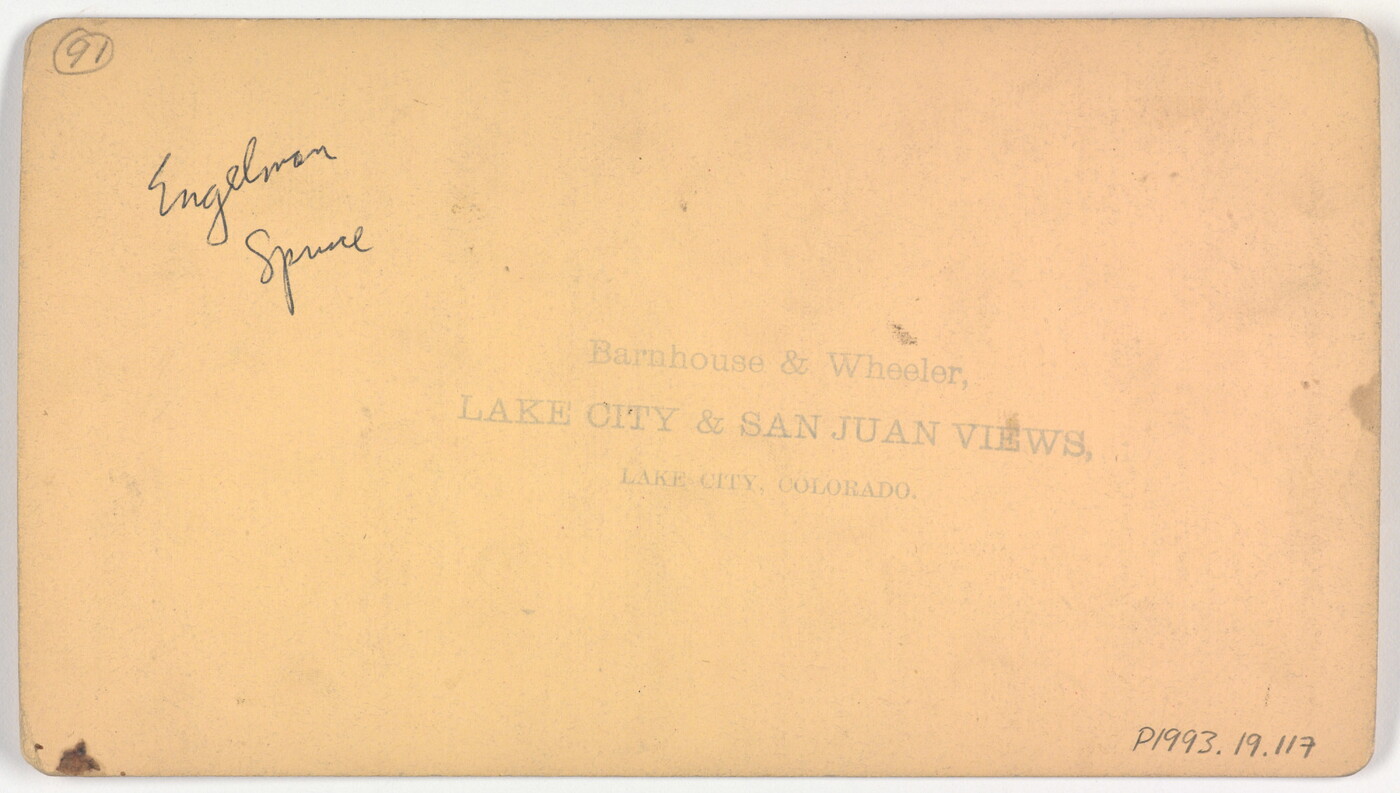 91
Engelman
Spruce
Barnhouse & Wheeler,
LAKE CITY & SAN JUAN VIEWS,
LAKE CITY, COLORADO.
P1993.19.117